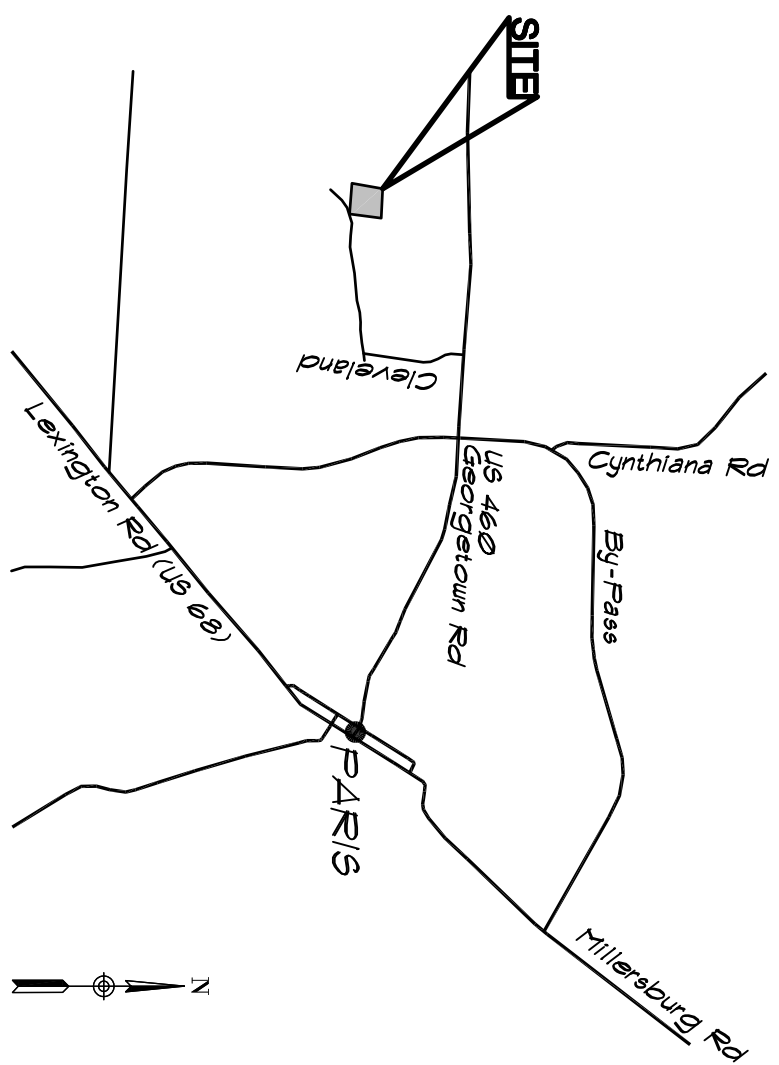 SITE
Cleveland
Cynthiana Rd
US 460
Georgetown Rd
By-Pass
Lexington Rd (US 68)
PARIS
Millersburg Rd
N